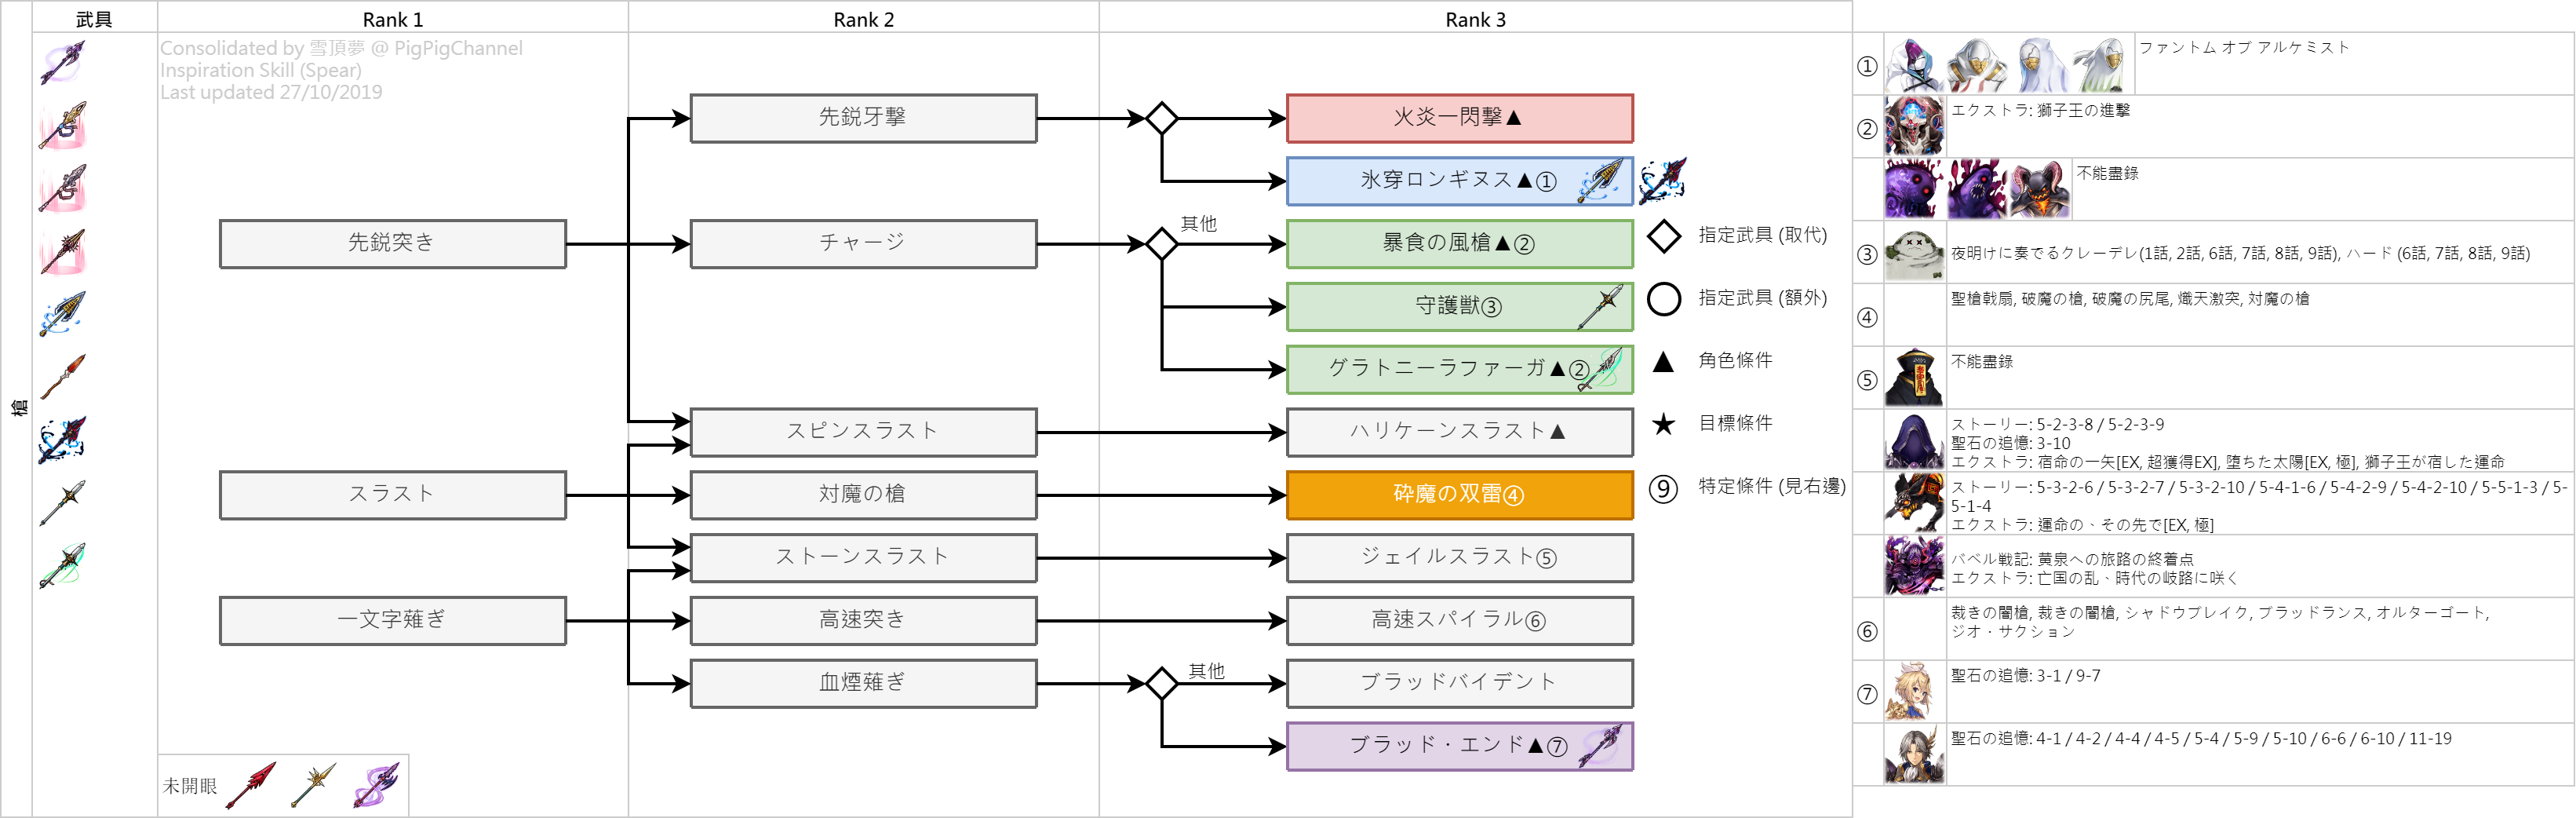 武具
Rank 1
Rank 2
Rank 3
槍
Consolidated by 雪頂夢 @ PigPigChannel
Inspiration Skill (Spear)
Last updated 27/10/2019
先鋭突き
スラスト
一文字薙ぎ
先鋭牙撃
チャージ
スピンスラスト
対魔の槍
ストーンスラスト
高速突き
血煙薙ぎ
其他
其他
火炎一閃撃▲
氷穿ロンギヌス▲①
暴食の風槍▲②
守護獣③
グラトニーラファーガ▲②
ハリケーンスラスト▲
砕魔の双雷④
ジェイルスラスト⑤
高速スパイラル⑥
ブラッドバイデント
ブラッド・エンド▲⑦
指定武具 (取代)
指定武具 (額外)
▲ 角色條件
★ 目標條件
⑨ 特定條件 (見右邊)
未開眼
① ファントム オブ アルケミスト
② エクストラ: 獅子王の進撃
不能盡錄
③ 夜明けに奏でるクレーデレ(1話, 2話, 6話, 7話, 8話, 9話), ハード (6話, 7話, 8話, 9話)
④ 聖槍戟扇, 破魔の槍, 破魔の尻尾, 熾天激突, 対魔の槍
⑤ 不能盡錄
ストーリー: 5-2-3-8 / 5-2-3-9
聖石の追憶: 3-10
エクストラ: 宿命の一矢[EX, 超獲得EX], 堕ちた太陽[EX, 極], 獅子王が宿した運命
ストーリー: 5-3-2-6 / 5-3-2-7 / 5-3-2-10 / 5-4-1-6 / 5-4-2-9 / 5-4-2-10 / 5-5-1-3 / 5-
5-1-4
エクストラ: 運命の、その先で[EX, 極]
バベル戦記: 黄泉への旅路の終着点
エクストラ: 亡国の乱、時代の岐路に咲く
⑥ 裁きの闇槍, 裁きの闇槍, シャドウブレイク, ブラッドランス, オルターゴート,
ジオ・サクション
⑦ 聖石の追憶: 3-1 / 9-7
聖石の追憶: 4-1 / 4-2 / 4-4 / 4-5 / 5-4 / 5-9 / 5-10 / 6-6 / 6-10 / 11-19